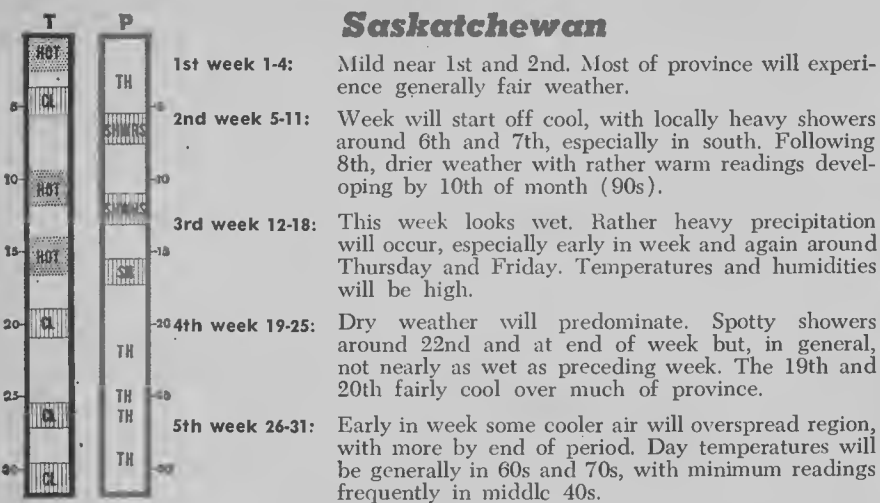 Saskatchewan
T P
HOT
CL
HOT
HOT
CL
CL
CL
5
10
15
20
25
30
TH
SHWRS
SHWRS
SH
TH
TH
TH
TH
5
10
15
20
25
30
1st week 1-4: Mild near 1st and 2nd. Most of province will experi-
ence generally fair weather.
2nd week 5-11: Week will start off cool, with locally heavy showers
around 6th and 7th, especially in south. Following
8th, drier weather with rather warm readings devel-
oping by 10th of month (90s).
3rd week 12-18: This week looks wet. Rather heavy precipitation
will occur, especially early in week and again around
Thursday and Friday. Temperatures and humidities
will be high.
4th week 19-25: Dry weather will predominate. Spotty showers
around 22nd and at end of week but, in general,
not nearly as wet as preceding week. The 19th and
20th fairly cool over much of province.
5th week 26-31: Early in week some cooler air will overspread region,
with more by end of period. Day temperatures will
be generally in 60s and 70s, with minimum readings
frequently in middle 40s.